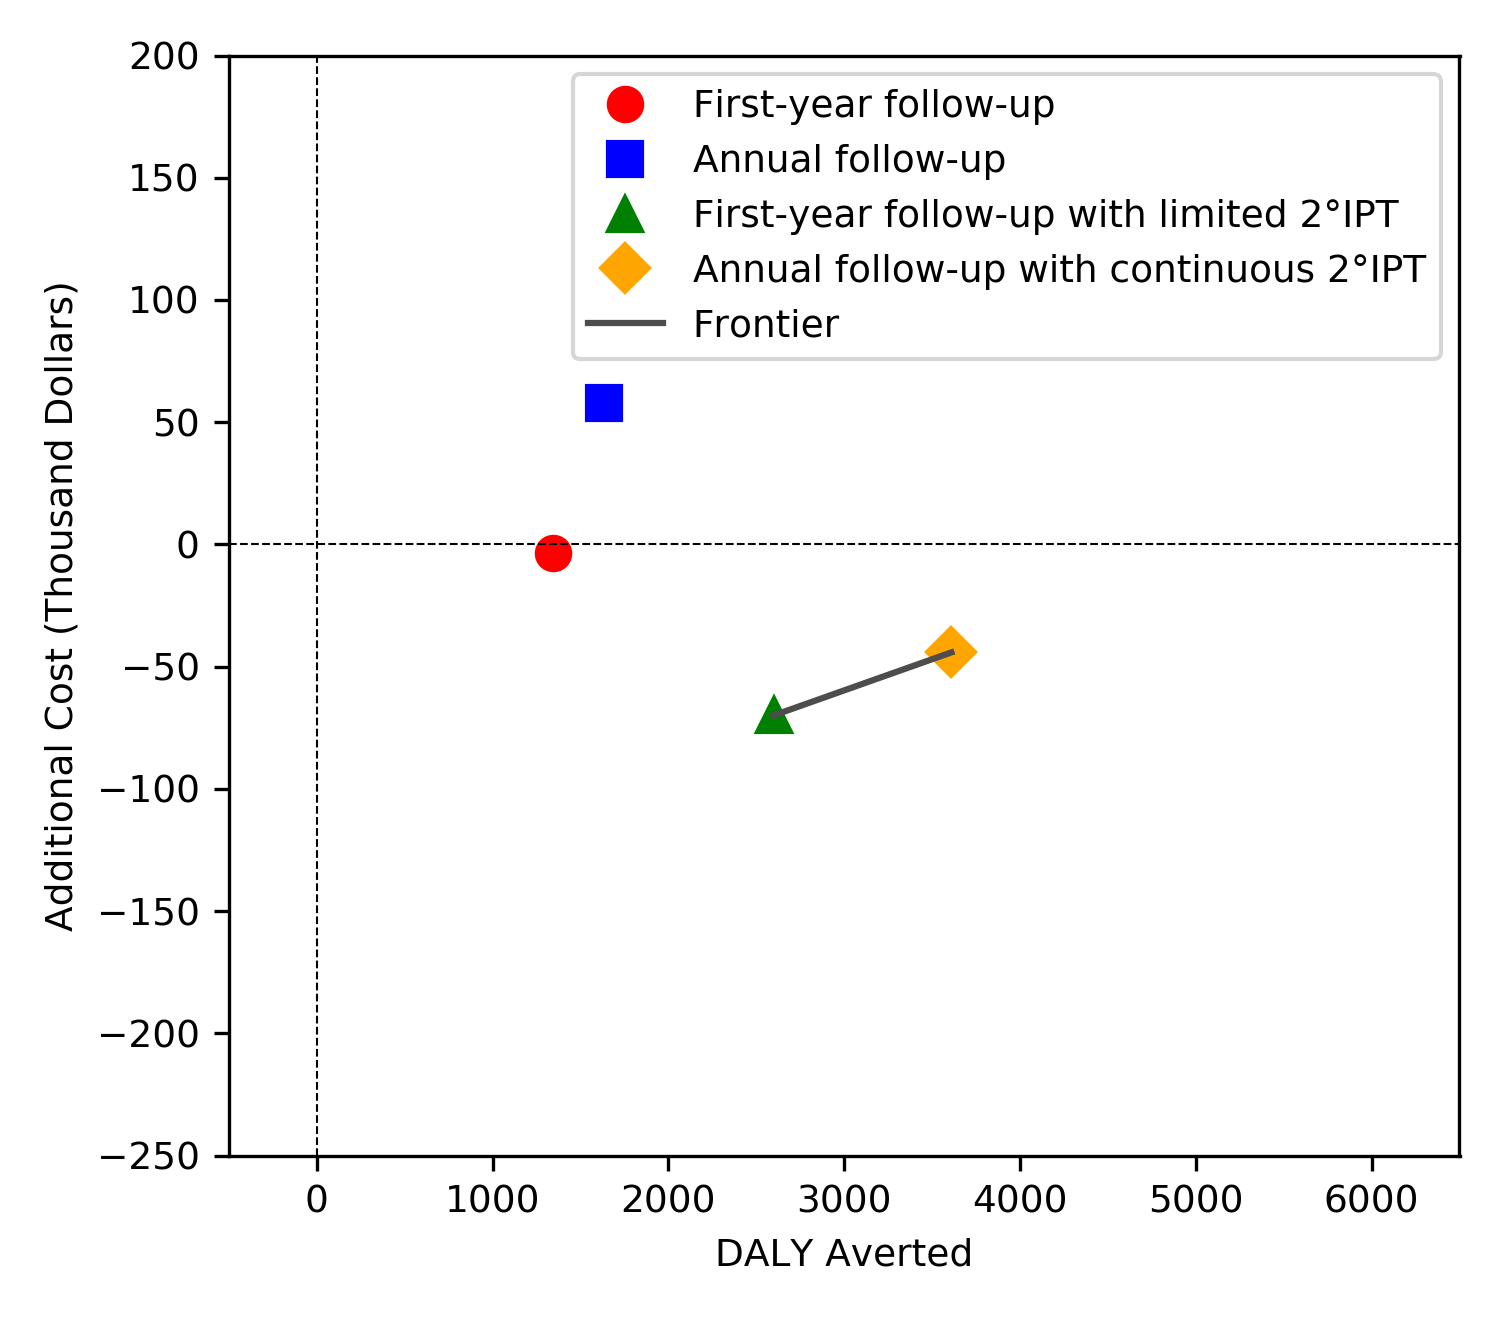 200
150
100
50
0
−50
−100
−150
−200
−250
Additional Cost (Thousand Dollars)
First-year follow-up
Annual follow-up
First-year follow-up with limited 2°IPT
Annual follow-up with continuous 2°IPT
Frontier
0 1000 2000 3000 4000 5000 6000
DALY Averted